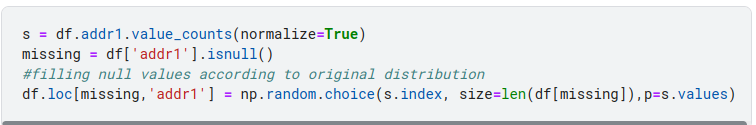 s = df.addr1.value_counts(normalize=True)
missing = df['addr1'].isnull()
#filling null values according to original distribution
df.loc[missing,'addr1'] = np.random.choice(s.index, size=len(df[missing]),p=s.values)